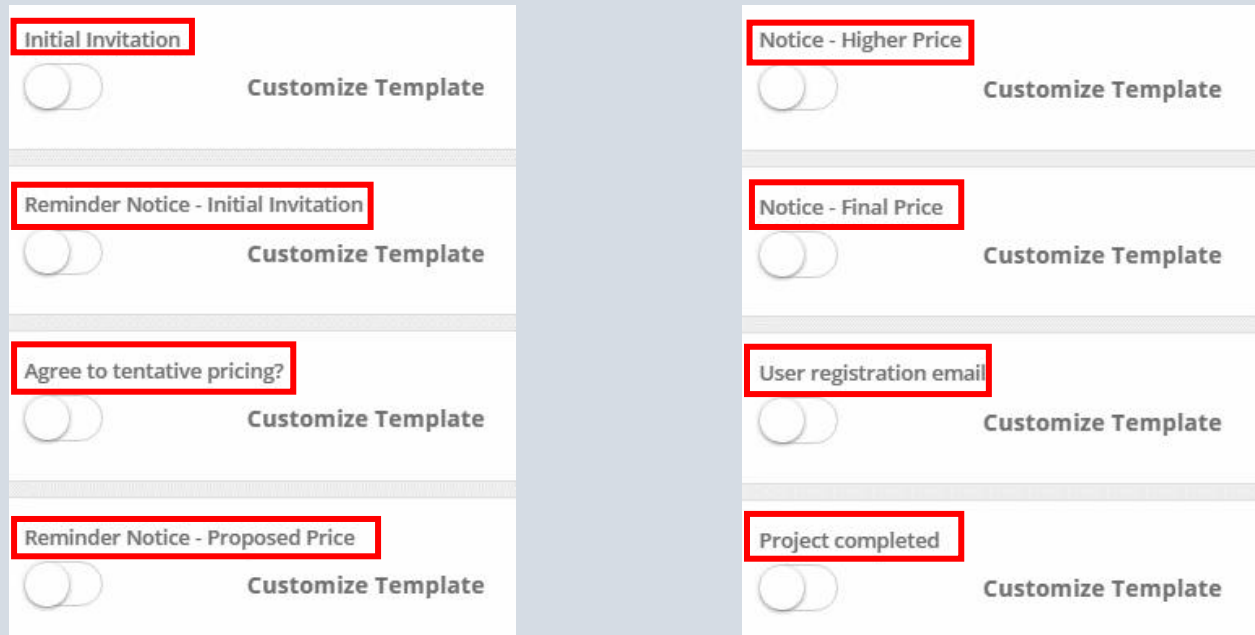 Initial Invitation
Customize Template
Reminder Notice - Initial Invitation
Customize Template
Agree to tentative pricing?
Customize Template
Reminder Notice - Proposed Price
Customize Template
Notice - Higher Price
Customize Template
Notice - Final Price
Customize Template
User registration email
Customize Template
Project completed
Customize Template